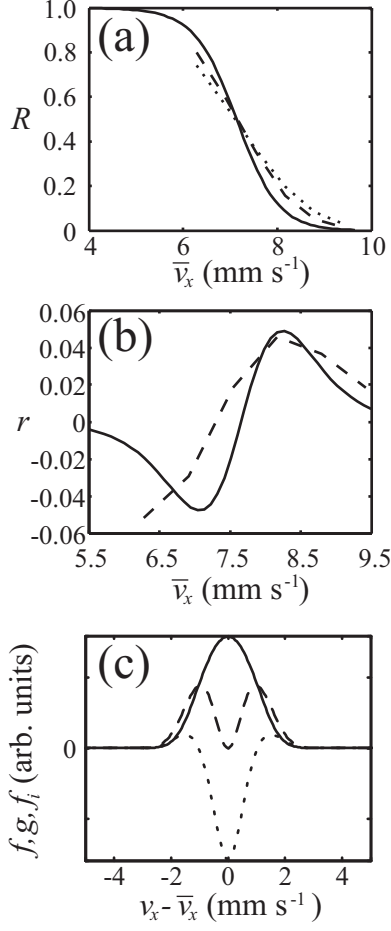 (a)
1.0
0.8
0.6
0.4
0.2
0
R
4 6 8 10
v̅ₓ (mm s⁻¹)
(b)
0.06
0.04
0.02
0
-0.02
-0.04
-0.06
r
5.5 6.5 7.5 8.5 9.5
v̅ₓ (mm s⁻¹)
(c)
0
f,g,fᵢ (arb. units)
-4 -2 0 2 4
vₓ-v̅ₓ (mm s⁻¹)